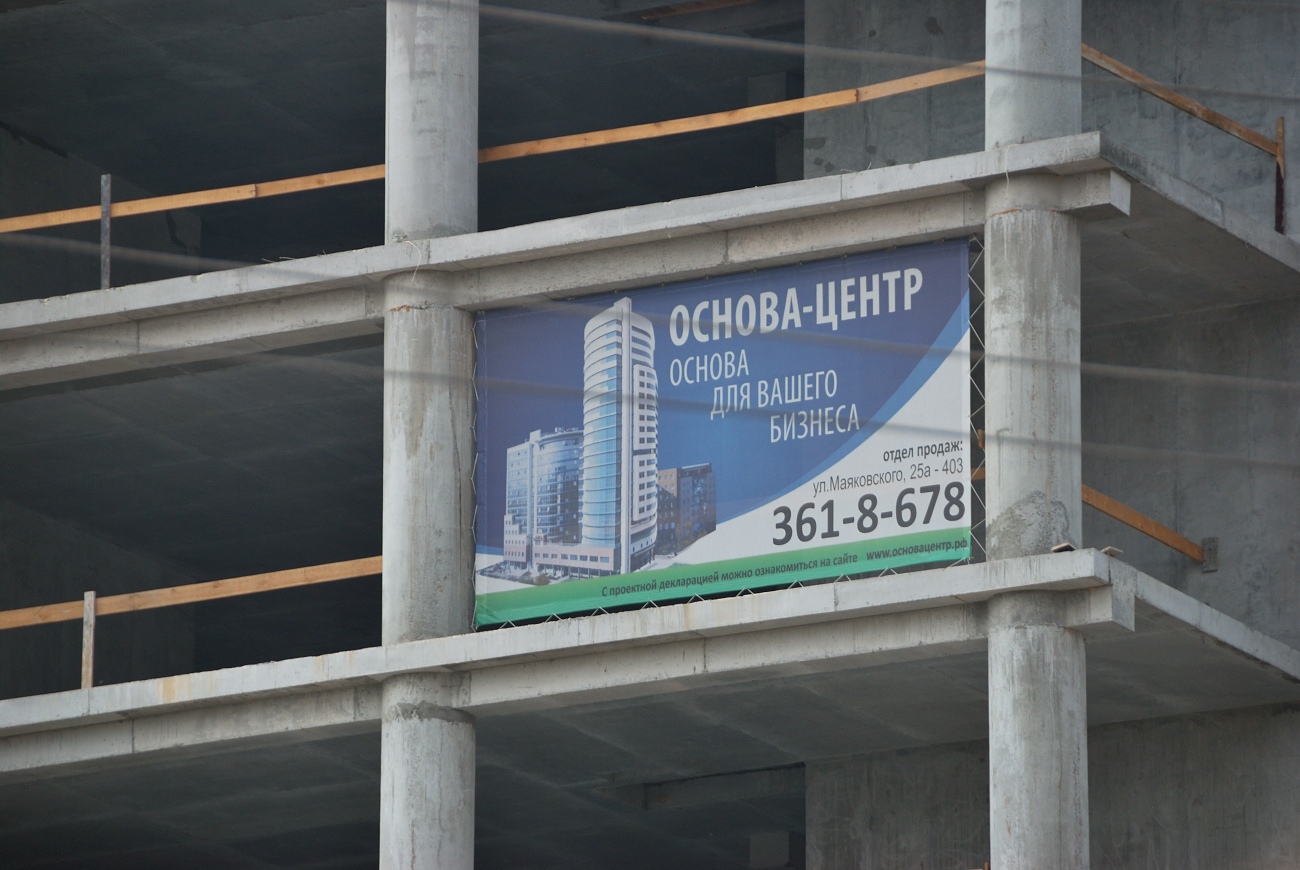 ОСНОВА-ЦЕНТР
ОСНОВА
ДЛЯ ВАШЕГО
БИЗНЕСА
отдел продаж:
ул.Маяковского, 25а - 403
361-8-678
С проектной декларацией можно ознакомиться на сайте www.основацентр.рф